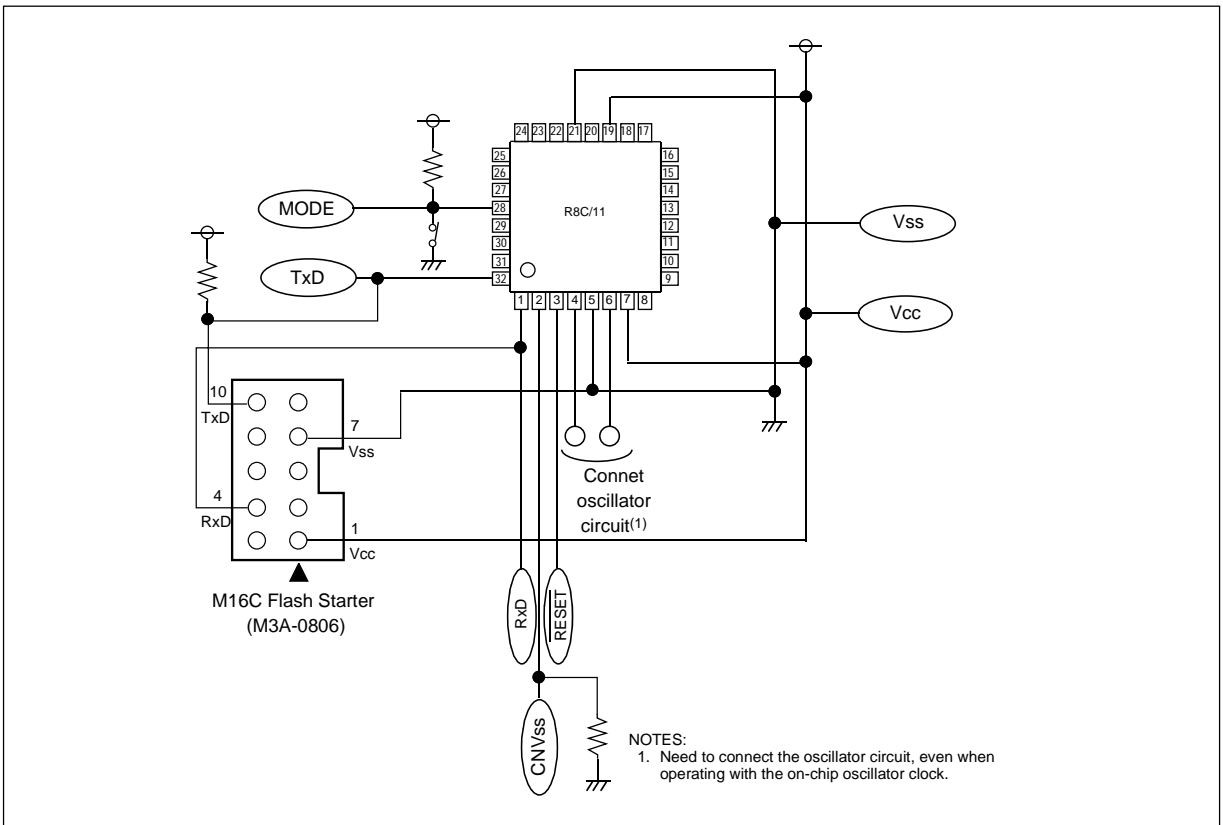 24 23 22 21 20 19 18 17
25
26
27
28
29
30
31
32
16
15
14
13
12
11
10
9
R8C/11
1 2 3 4 5 6 7 8
MODE
TxD
Vss
Vcc
10
TxD
7
Vss
4
RxD
1
Vcc
Connet
oscillator
circuit(1)
M16C Flash Starter
(M3A-0806)
RxD
RESET
CNVss
NOTES:
1. Need to connect the oscillator circuit, even when
operating with the on-chip oscillator clock.